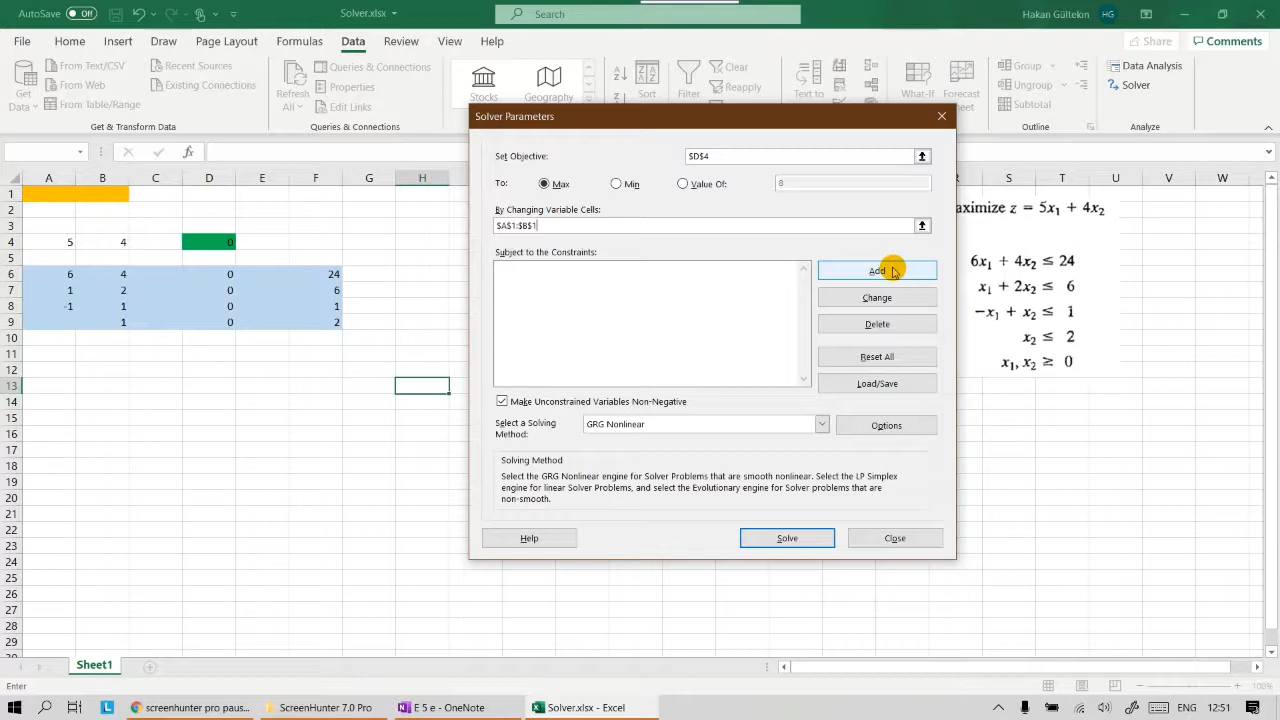 AutoSave Off Solver.xlsx Search Hakan Gültekin HG
File Home Insert Draw Page Layout Formulas Data Review View Help Share Comments
From Text/CSV Recent Sources Queries & Connections Clear Group Data Analysis
From Web Existing Connections Properties Reapply Ungroup Solver
From Table/Range Edit Links Subtotal
Get Data Refresh All Stocks Geography Sort Filter Text to What-If Forecast
Get & Transform Data Queries & Connections Outline Analyze
Solver Parameters
Set Objective: $D$4
To: Max Min Value Of: 8
By Changing Variable Cells:
$A$1:$B$1
Subject to the Constraints:
Add
Change
Delete
Reset All
Load/Save
Make Unconstrained Variables Non-Negative
Select a Solving Method: GRG Nonlinear Options
Solving Method
Select the GRG Nonlinear engine for Solver Problems that are smooth nonlinear. Select the LP Simplex
engine for linear Solver Problems, and select the Evolutionary engine for Solver problems that are
non-smooth.
Help Solve Close
fx
A B C D E F G H R S T U V W
1
2
3
4 5 4 0
5
6 6 4 0 24
7 1 2 0 6
8 -1 1 0 1
9 1 0 2
10
11
12
13
14
15
16
17
18
19
20
21
22
23
24
25
26
27
28
29
aximize z = 5x₁ + 4x₂
6x₁ + 4x₂ ≤ 24
x₁ + 2x₂ ≤ 6
−x₁ + x₂ ≤ 1
x₂ ≤ 2
x₁, x₂ ≥ 0
Sheet1
Enter 100%
screenhunter pro paus... ScreenHunter 7.0 Pro E 5 e - OneNote Solver.xlsx - Excel ENG 12:51